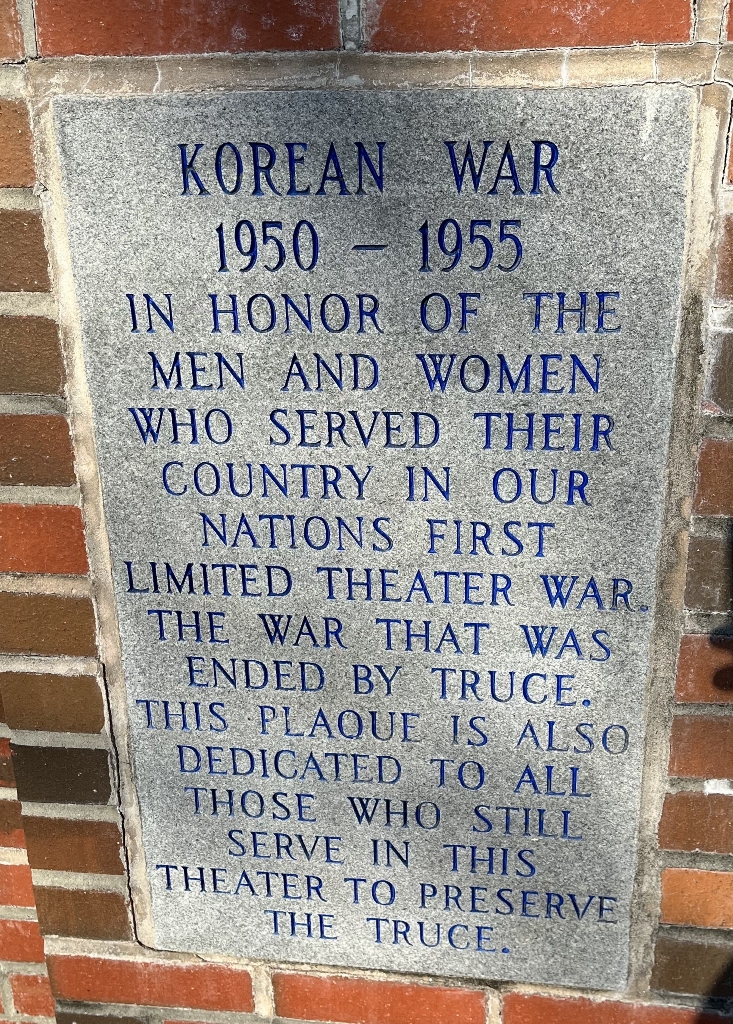 KOREAN WAR
1950 – 1955
IN HONOR OF THE
MEN AND WOMEN
WHO SERVED THEIR
COUNTRY IN OUR
NATIONS FIRST
LIMITED THEATER WAR.
THE WAR THAT WAS
ENDED BY TRUCE.
THIS PLAQUE IS ALSO
DEDICATED TO ALL
THOSE WHO STILL
SERVE IN THIS
THEATER TO PRESERVE
THE TRUCE.